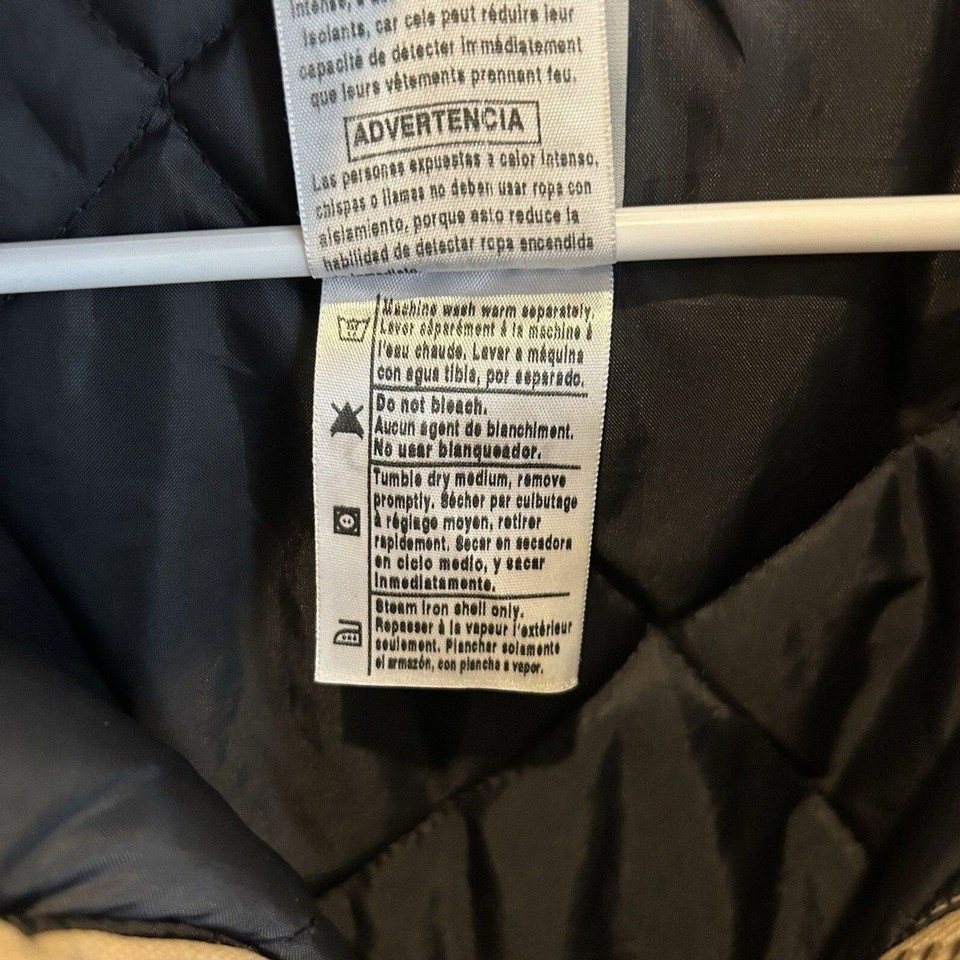 isolants, car cela peut réduire leur
capacité de détecter immédiatement
que leurs vêtements prennent feu.
ADVERTENCIA
Las personas expuestas a calor intenso,
chispas o llamas no deben usar ropa con
aislamiento, porque esto reduce la
habilidad de detectar ropa encendida
Machine wash warm separately.
Laver séparément à la machine à
l'eau chaude. Lavar a máquina
con agua tibia, por separado.
Do not bleach.
Aucun agent de blanchiment.
No usar blanqueador.
Tumble dry medium, remove
promptly. Sécher par culbutage
à réglage moyen, retirer
rapidement. Secar en secadora
en ciclo medio, y sacar
inmediatamente.
Steam iron shell only.
Repasser à la vapeur l'extérieur
seulement. Planchar solamente
el armazón, con plancha a vapor.